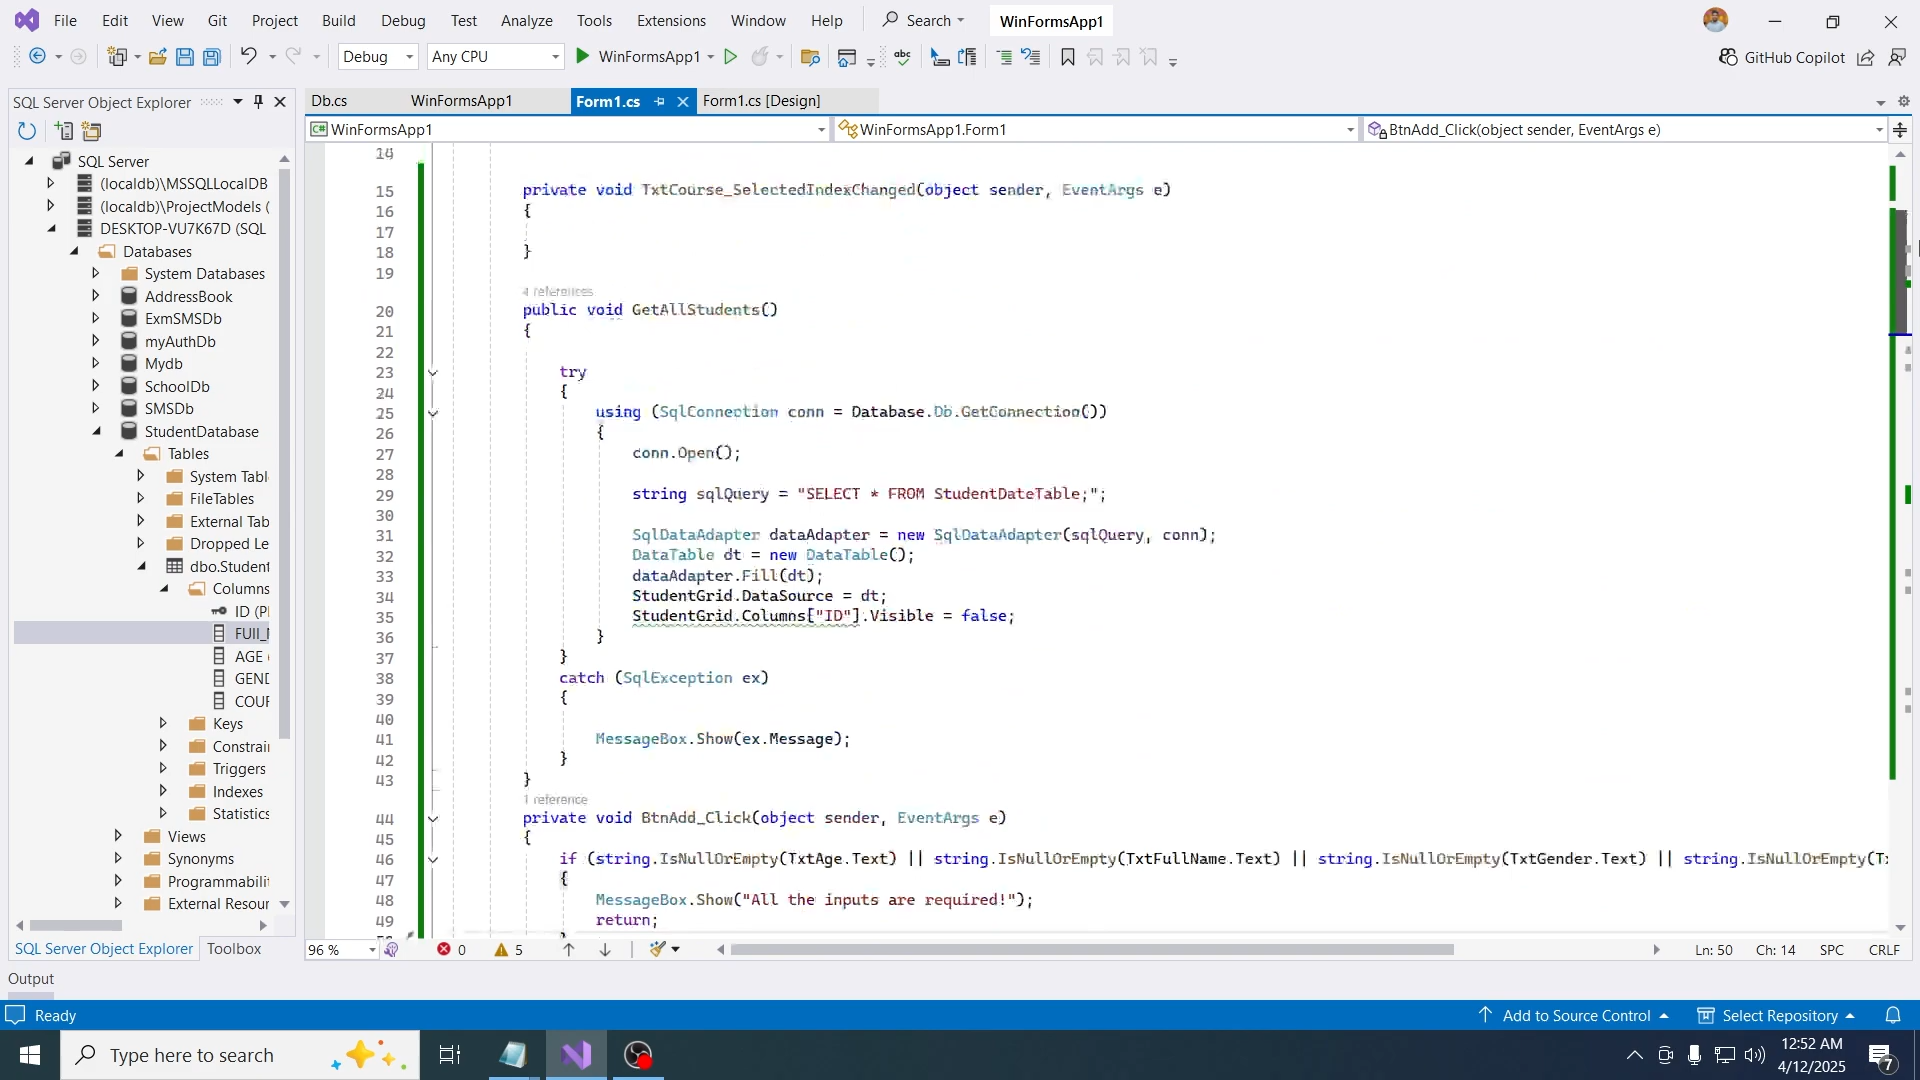 File Edit View Git Project Build Debug Test Analyze Tools Extensions Window Help Search WinFormsApp1
Debug Any CPU WinFormsApp1 GitHub Copilot
SQL Server Object Explorer
SQL Server
(localdb)\MSSQLLocalDB
(localdb)\ProjectModels (
DESKTOP-VU7K67D (SQL
Databases
System Databases
AddressBook
ExmSMSDb
myAuthDb
Mydb
SchoolDb
SMSDb
StudentDatabase
Tables
System Tabl
FileTables
External Tab
Dropped Le
dbo.Student
Columns
ID (P
FUll_
AGE
GEND
COUR
Keys
Constrain
Triggers
Indexes
Statistics
Views
Synonyms
Programmabilit
External Resour
SQL Server Object Explorer Toolbox
Db.cs WinFormsApp1 Form1.cs Form1.cs [Design]
C# WinFormsApp1 WinFormsApp1.Form1 BtnAdd_Click(object sender, EventArgs e)
14
15 private void TxtCourse_SelectedIndexChanged(object sender, EventArgs e)
16 {
17
18 }
19
4 references
20 public void GetAllStudents()
21 {
22
23 try
24 {
25 using (SqlConnection conn = Database.Db.GetConnection())
26 {
27 conn.Open();
28
29 string sqlQuery = "SELECT * FROM StudentDateTable;";
30
31 SqlDataAdapter dataAdapter = new SqlDataAdapter(sqlQuery, conn);
32 DataTable dt = new DataTable();
33 dataAdapter.Fill(dt);
34 StudentGrid.DataSource = dt;
35 StudentGrid.Columns["ID"].Visible = false;
36 }
37 }
38 catch (SqlException ex)
39 {
40
41 MessageBox.Show(ex.Message);
42 }
43 }
1 reference
44 private void BtnAdd_Click(object sender, EventArgs e)
45 {
46 if (string.IsNullOrEmpty(TxtAge.Text) || string.IsNullOrEmpty(TxtFullName.Text) || string.IsNullOrEmpty(TxtGender.Text) || string.IsNullOrEmpty(Tx
47 {
48 MessageBox.Show("All the inputs are required!");
49 return;
96 % 0 5 Ln: 50 Ch: 14 SPC CRLF
Output
Ready Add to Source Control Select Repository
Type here to search
12:52 AM
4/12/2025
7